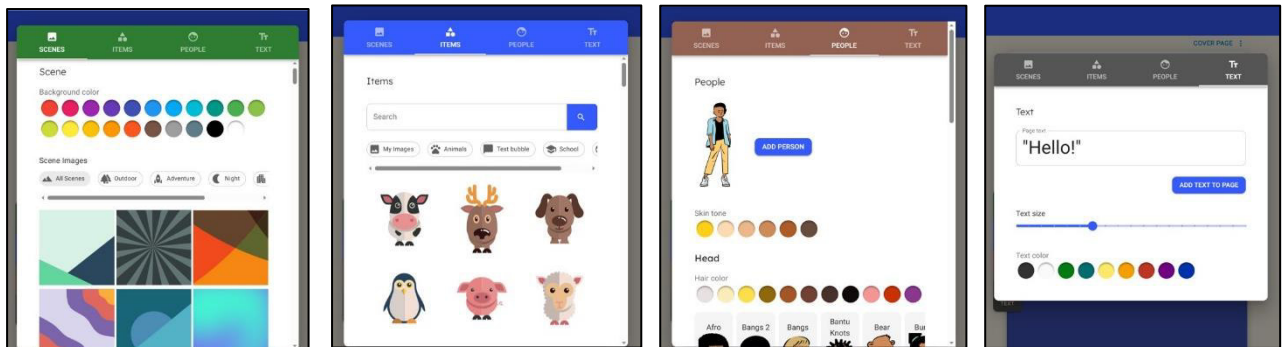 SCENES ITEMS PEOPLE TEXT
Scene
Background color
Scene Images
All Scenes Outdoor Adventure Night
SCENES ITEMS PEOPLE TEXT
Items
Search
My Images Animals Text bubble School
SCENES ITEMS PEOPLE TEXT
People
ADD PERSON
Skin tone
Head
Hair color
Afro Bangs 2 Bangs Bantu Knots Bear
COVER PAGE
SCENES ITEMS PEOPLE TEXT
Text
Page text
"Hello!"
ADD TEXT TO PAGE
Text size
Text color
TEXT